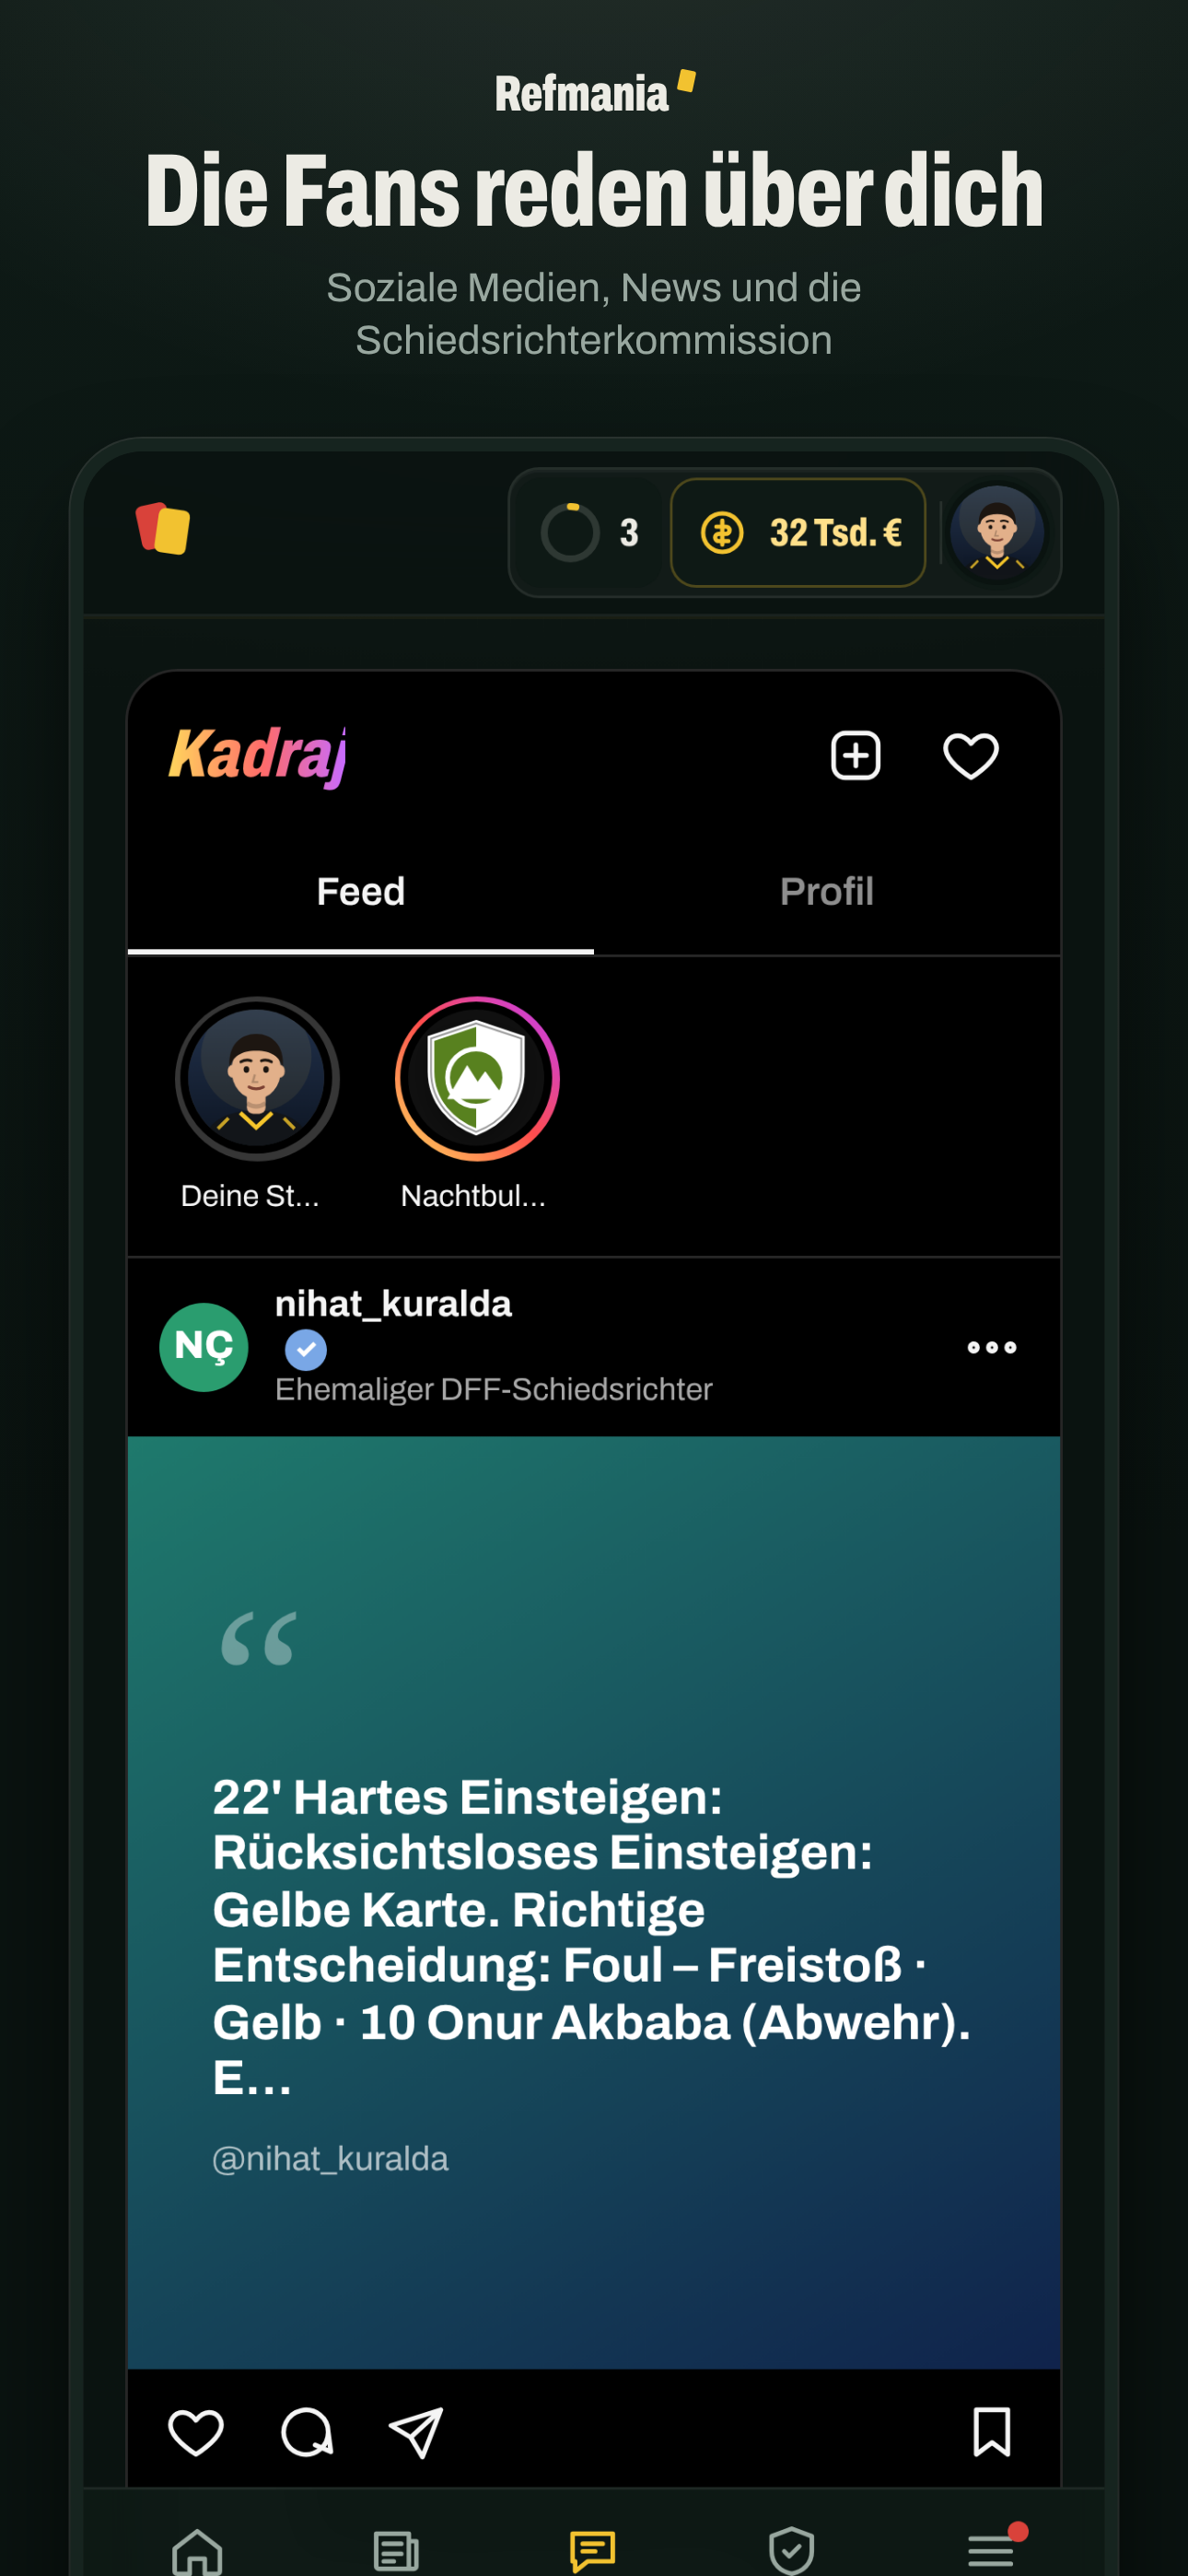 Refmania
Die Fans reden über dich
Soziale Medien, News und die
Schiedsrichterkommission
3
32 Tsd. €
Kadraj
Feed
Profil
Deine St...
Nachtbul...
NÇ
nihat_kuralda
Ehemaliger DFF-Schiedsrichter
“
22' Hartes Einsteigen:
Rücksichtsloses Einsteigen:
Gelbe Karte. Richtige
Entscheidung: Foul – Freistoß ·
Gelb · 10 Onur Akbaba (Abwehr).
E...
@nihat_kuralda